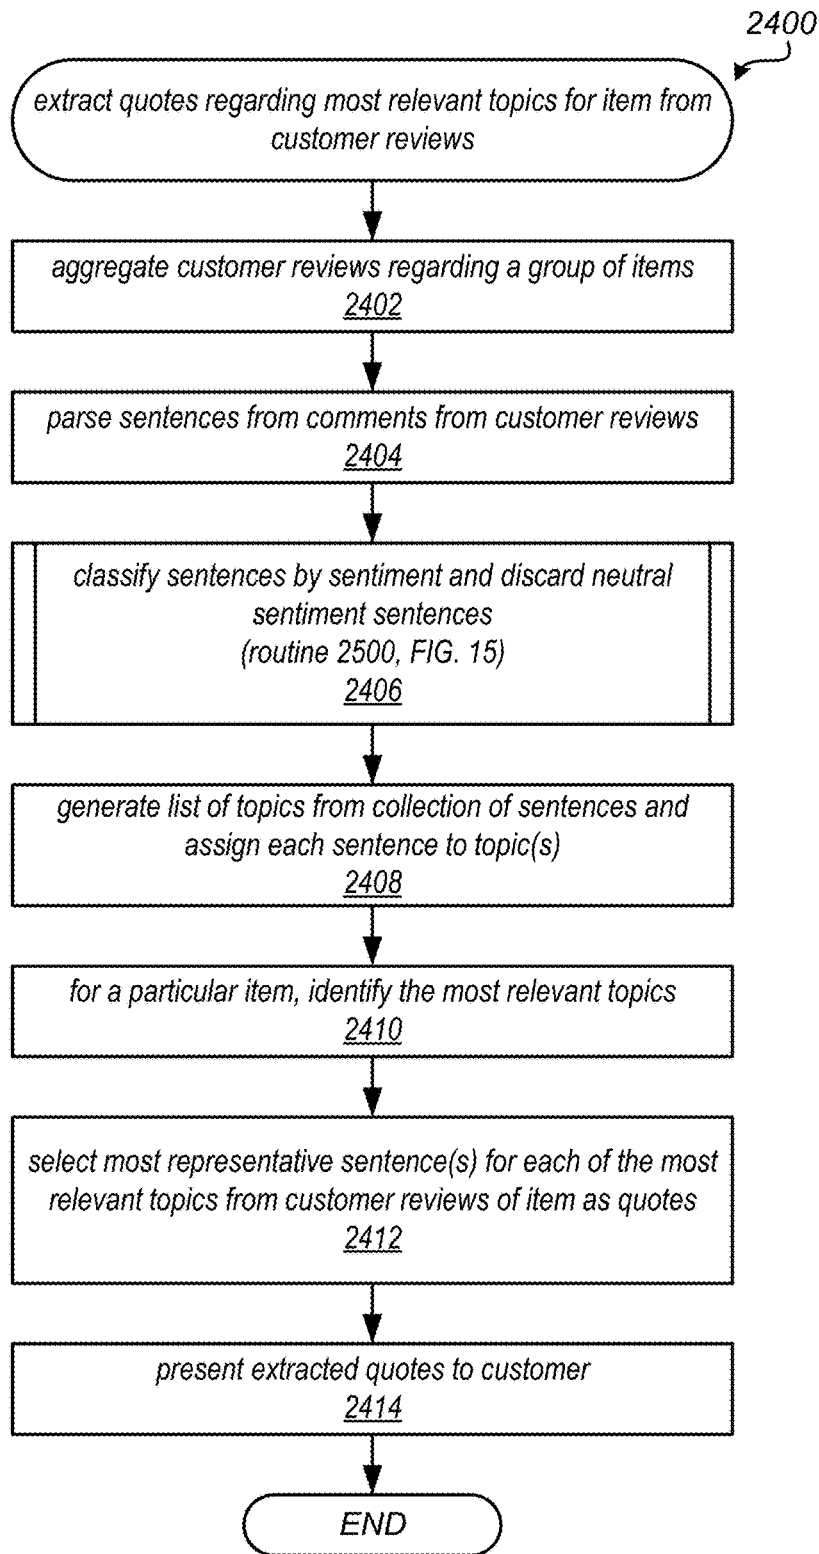 2400
extract quotes regarding most relevant topics for item from
customer reviews
aggregate customer reviews regarding a group of items
2402
parse sentences from comments from customer reviews
2404
classify sentences by sentiment and discard neutral
sentiment sentences
(routine 2500, FIG. 15)
2406
generate list of topics from collection of sentences and
assign each sentence to topic(s)
2408
for a particular item, identify the most relevant topics
2410
select most representative sentence(s) for each of the most
relevant topics from customer reviews of item as quotes
2412
present extracted quotes to customer
2414
END